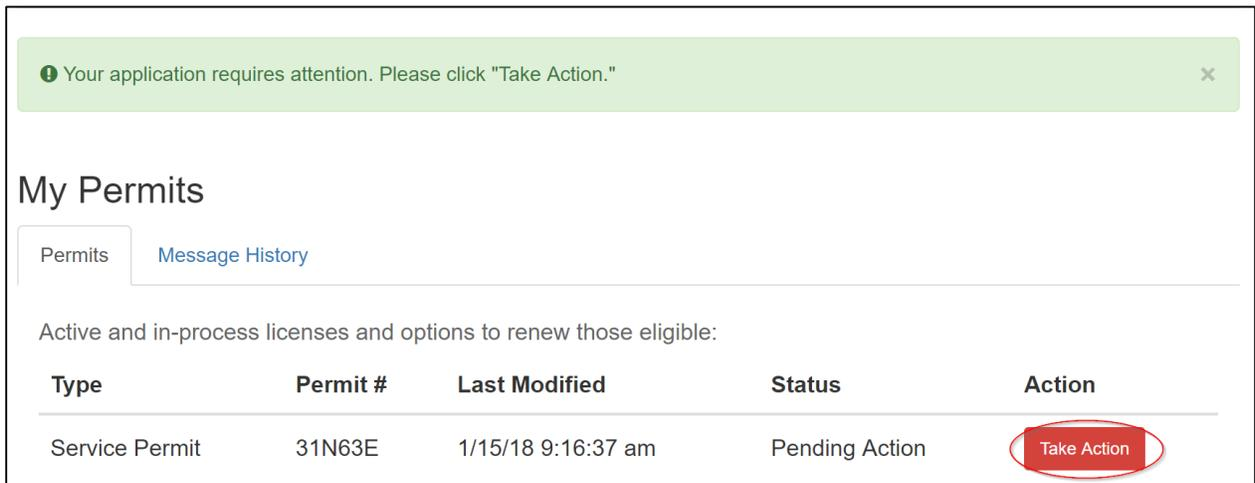 Your application requires attention. Please click "Take Action."
×
My Permits
Permits Message History
Active and in-process licenses and options to renew those eligible:
Type Permit # Last Modified Status Action
Service Permit 31N63E 1/15/18 9:16:37 am Pending Action Take Action